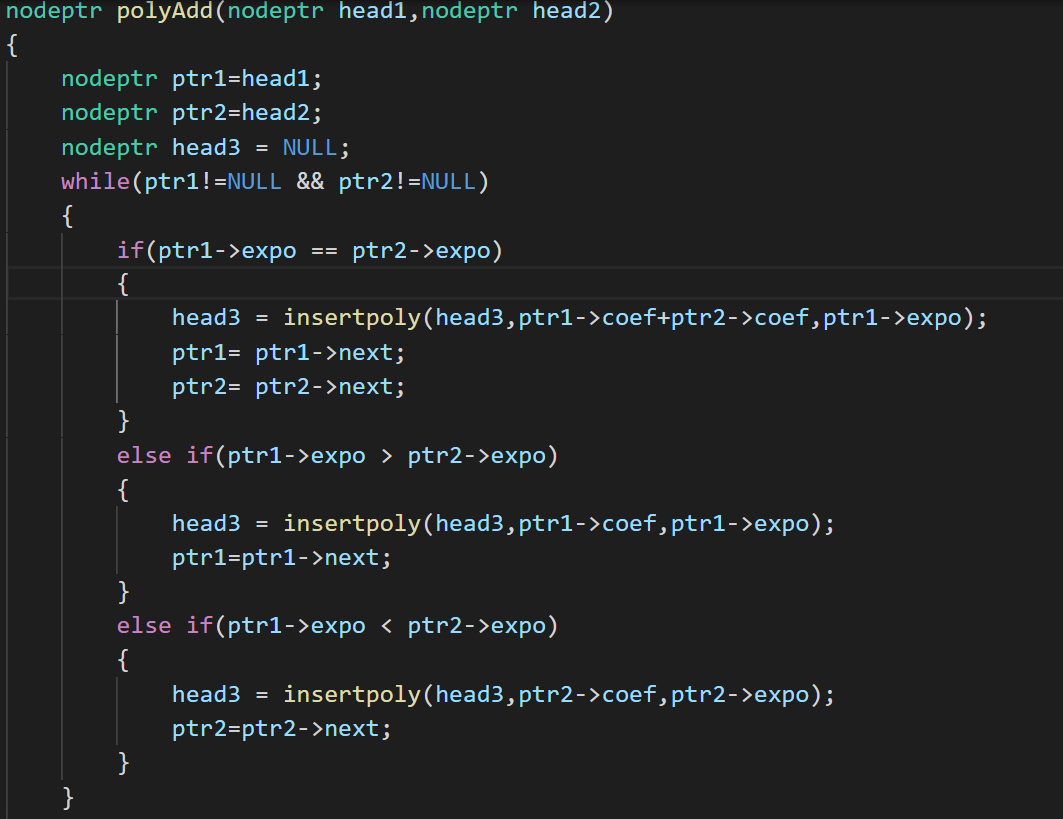 nodeptr polyAdd(nodeptr head1,nodeptr head2)
{
    nodeptr ptr1=head1;
    nodeptr ptr2=head2;
    nodeptr head3 = NULL;
    while(ptr1!=NULL && ptr2!=NULL)
    {
        if(ptr1->expo == ptr2->expo)
        {
            head3 = insertpoly(head3,ptr1->coef+ptr2->coef,ptr1->expo);
            ptr1= ptr1->next;
            ptr2= ptr2->next;
        }
        else if(ptr1->expo > ptr2->expo)
        {
            head3 = insertpoly(head3,ptr1->coef,ptr1->expo);
            ptr1=ptr1->next;
        }
        else if(ptr1->expo < ptr2->expo)
        {
            head3 = insertpoly(head3,ptr2->coef,ptr2->expo);
            ptr2=ptr2->next;
        }
    }